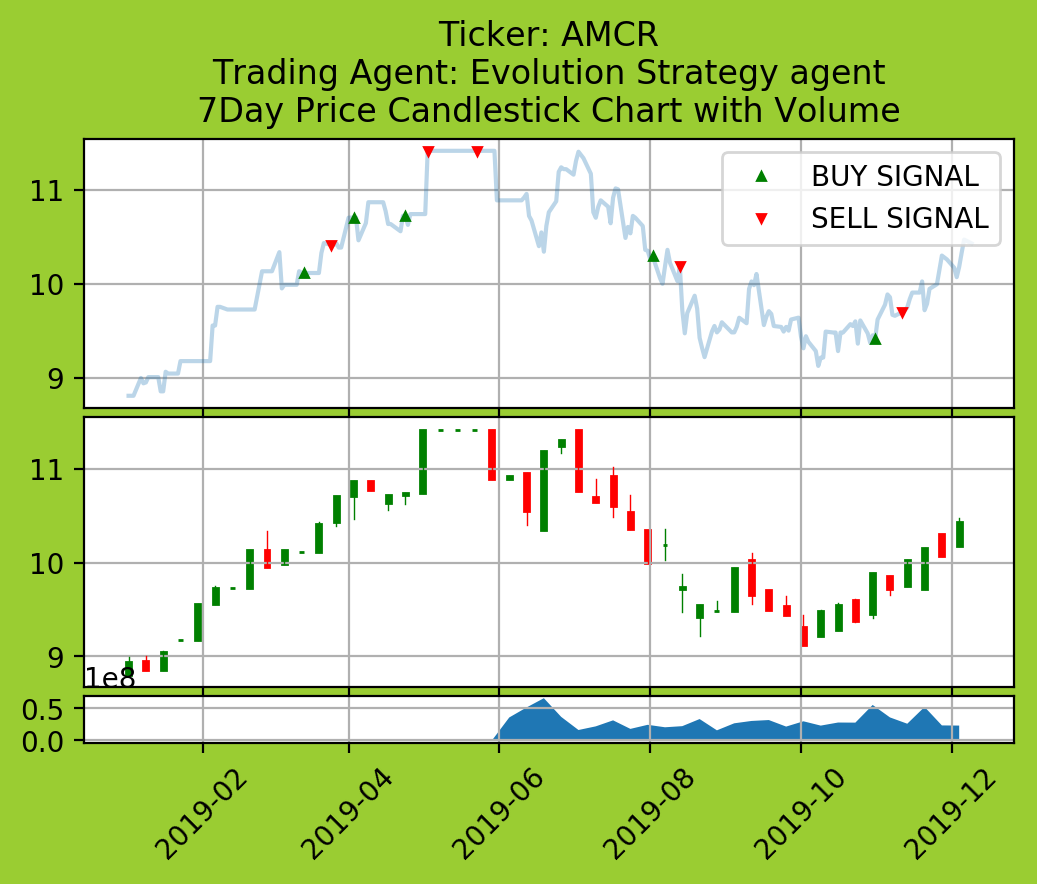 Ticker: AMCR
Trading Agent: Evolution Strategy agent
7Day Price Candlestick Chart with Volume
BUY SIGNAL
SELL SIGNAL
11
10
9
11
10
9
1e8
0.5
0.0
2019-02
2019-04
2019-06
2019-08
2019-10
2019-12